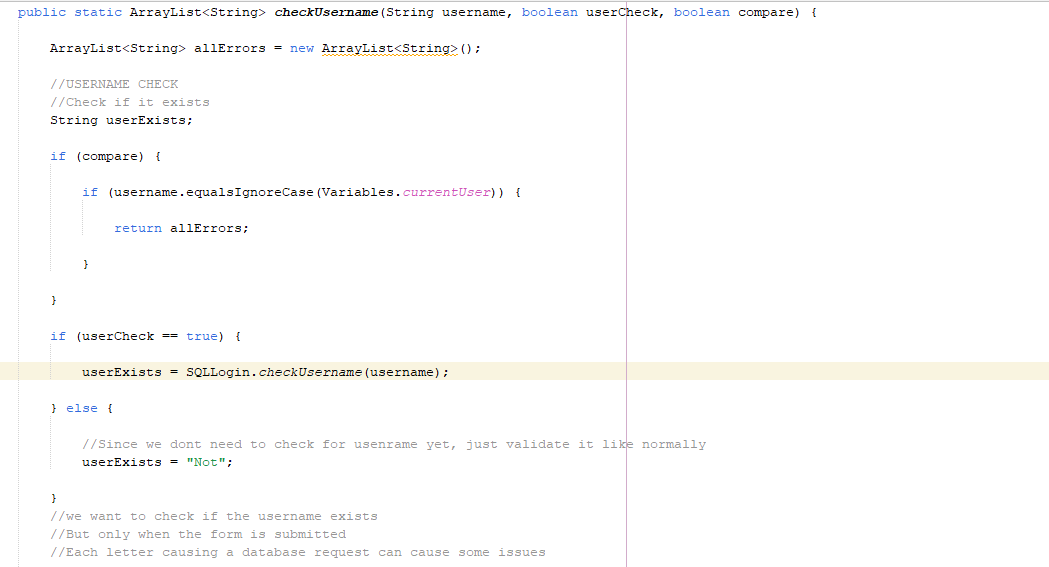 public static ArrayList<String> checkUsername(String username, boolean userCheck, boolean compare) {
ArrayList<String> allErrors = new ArrayList<String>();
//USERNAME CHECK
//Check if it exists
String userExists;
if (compare) {
if (username.equalsIgnoreCase(Variables.currentUser)) {
return allErrors;
}
}
if (userCheck == true) {
userExists = SQLLogin.checkUsername(username);
} else {
//Since we dont need to check for usenrame yet, just validate it like normally
userExists = "Not";
}
//we want to check if the username exists
//But only when the form is submitted
//Each letter causing a database request can cause some issues